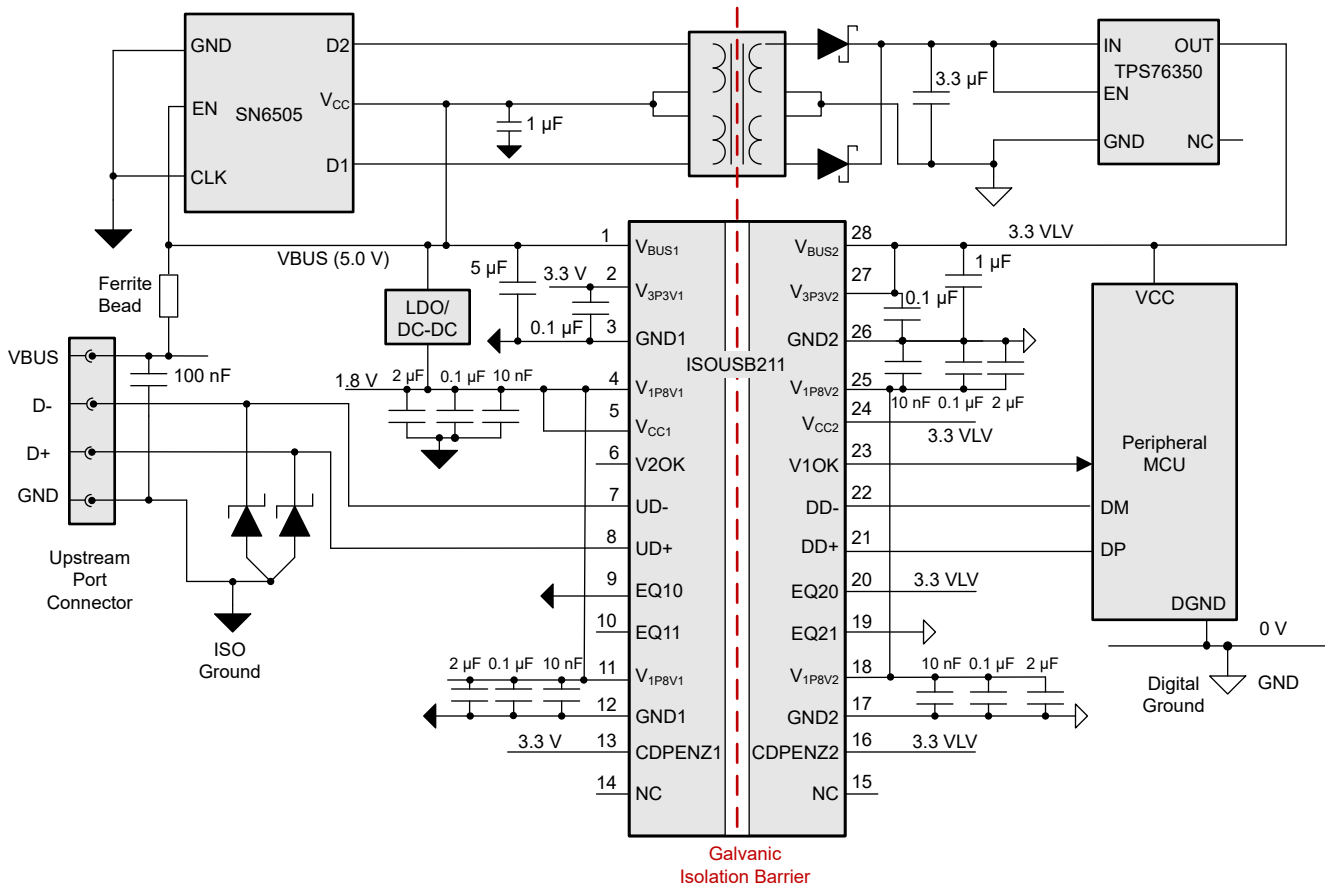 GND
D2
EN
SN6505
VCC
CLK
D1
1 µF
3.3 µF
IN
OUT
TPS76350
EN
GND
NC
VBUS (5.0 V)
Ferrite
Bead
LDO/
DC-DC
5 µF
3.3 V
0.1 µF
1.8 V
2 µF
0.1 µF
10 nF
VBUS
D-
D+
GND
100 nF
Upstream
Port
Connector
ISO
Ground
2 µF
0.1 µF
10 nF
3.3 V
ISOUSB211
1
VBUS1
2
V3P3V1
3
GND1
4
V1P8V1
5
VCC1
6
V2OK
7
UD-
8
UD+
9
EQ10
10
EQ11
11
V1P8V1
12
GND1
13
CDPENZ1
14
NC
VBUS2
28
V3P3V2
27
GND2
26
V1P8V2
25
VCC2
24
V1OK
23
DD-
22
DD+
21
EQ20
20
EQ21
19
V1P8V2
18
GND2
17
CDPENZ2
16
NC
15
3.3 VLV
1 µF
0.1 µF
10 nF
0.1 µF
2 µF
3.3 VLV
3.3 VLV
10 nF
0.1 µF
2 µF
3.3 VLV
VCC
Peripheral
MCU
DM
DP
DGND
0 V
Digital
Ground
GND
Galvanic
Isolation Barrier